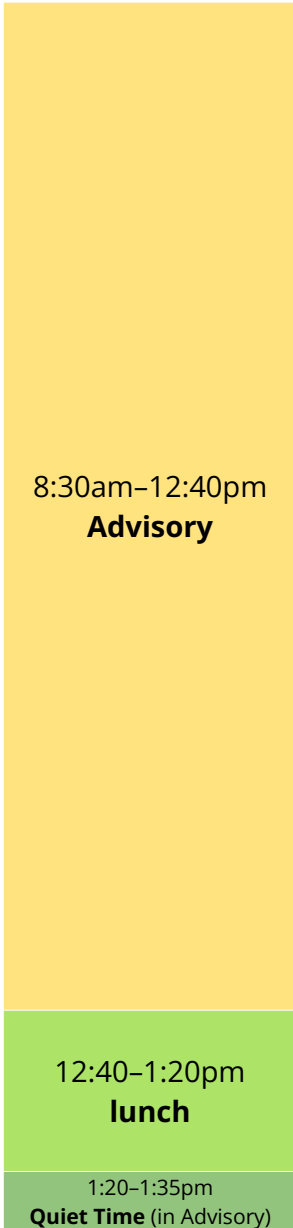 8:30am–12:40pm
Advisory
12:40–1:20pm
lunch
1:20–1:35pm
Quiet Time (in Advisory)